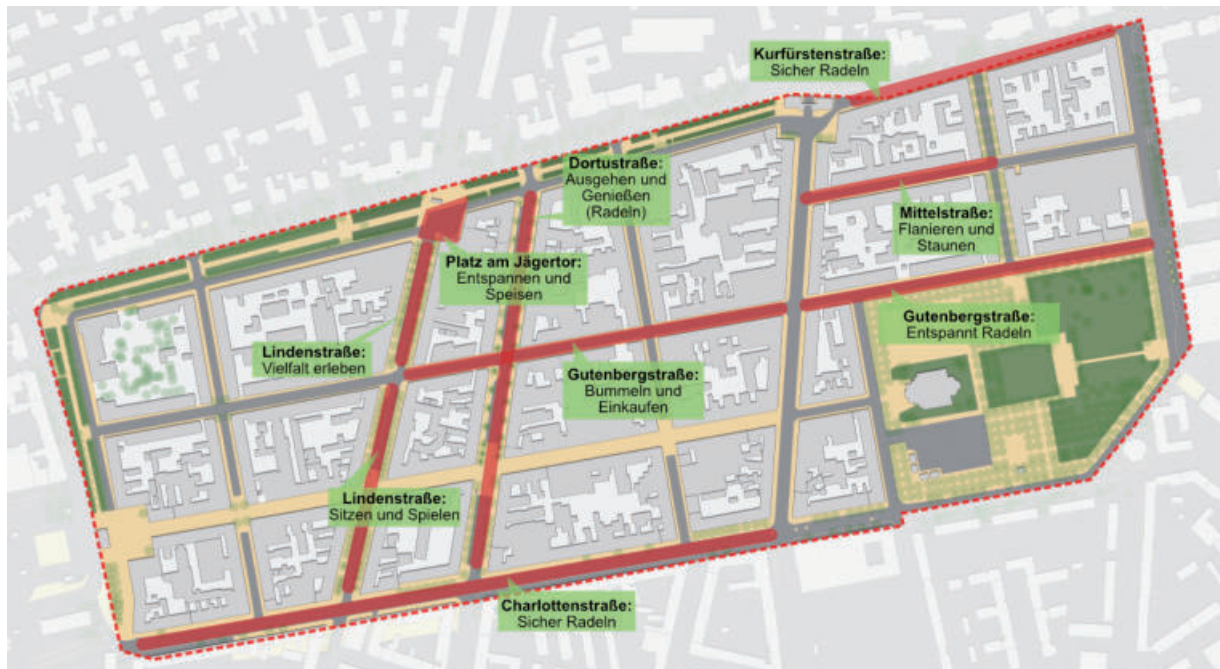 Kurfürstenstraße:
Sicher Radeln
Dortustraße:
Ausgehen und
Genießen
(Radeln)
Mittelstraße:
Flanieren und
Staunen
Platz am Jägertor:
Entspannen und
Speisen
Gutenbergstraße:
Entspannt Radeln
Lindenstraße:
Vielfalt erleben
Gutenbergstraße:
Bummeln und
Einkaufen
Lindenstraße:
Sitzen und Spielen
Charlottenstraße:
Sicher Radeln